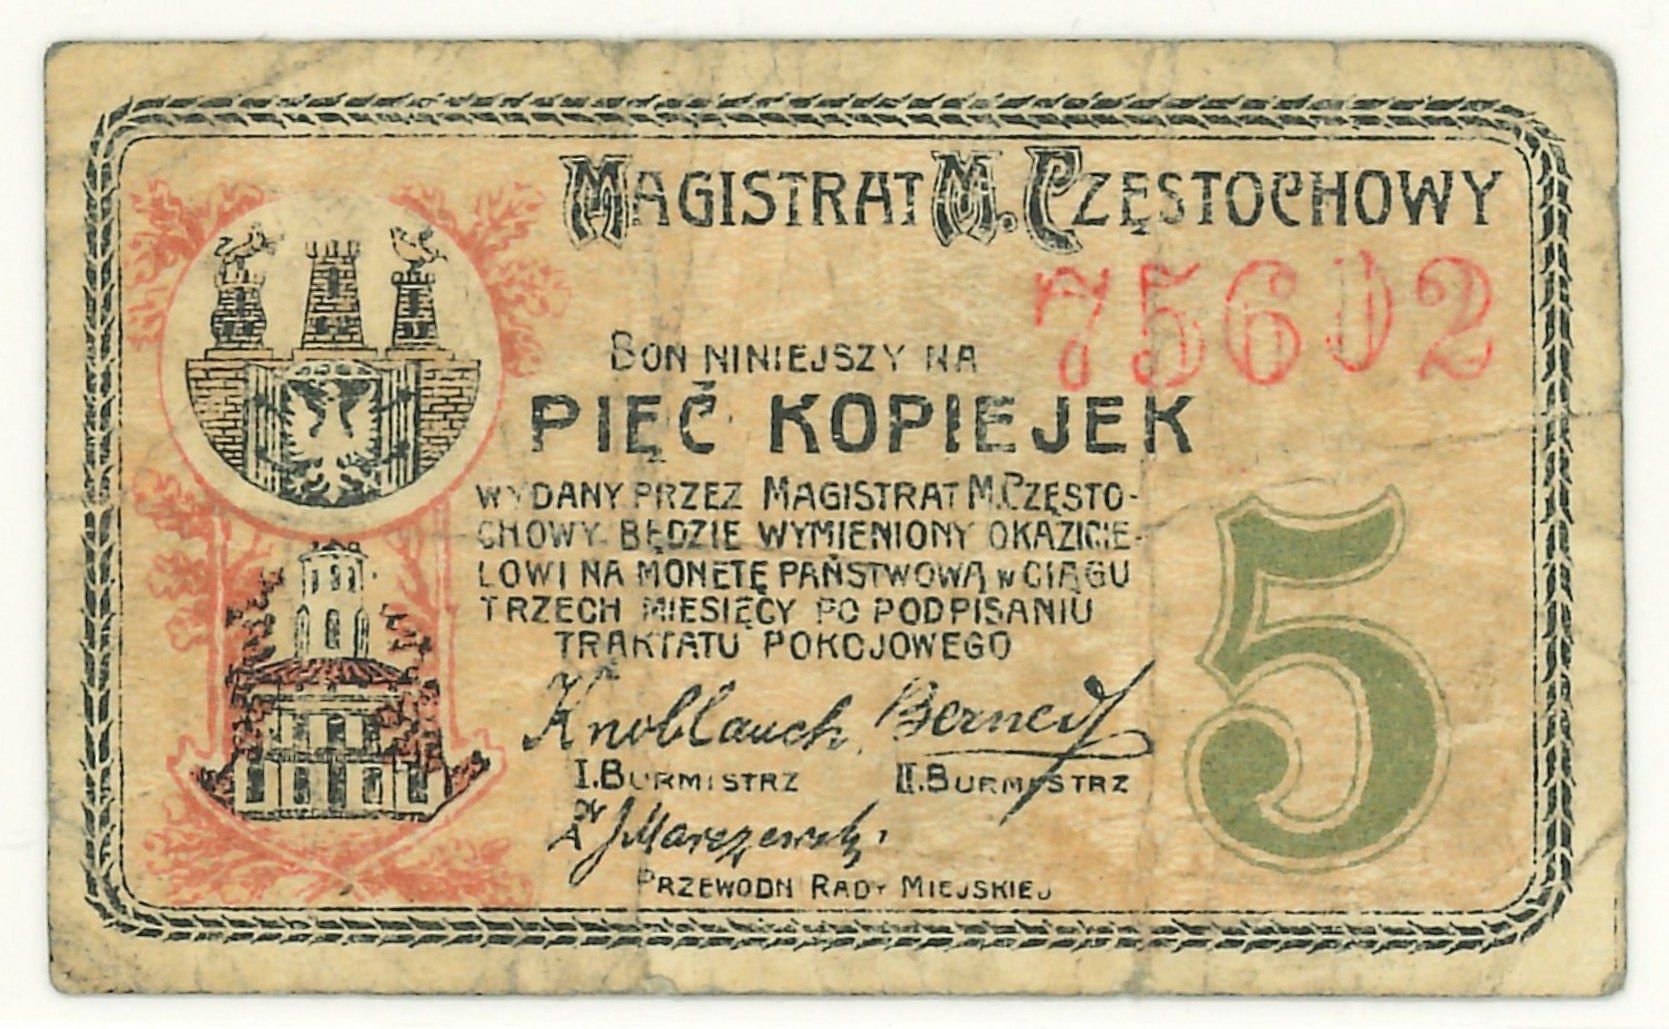 MAGISTRAT M. CZĘSTOCHOWY
75602
BON NINIEJSZY NA
PIĘĆ KOPIEJEK
WYDANY PRZEZ MAGISTRAT M. CZĘSTO-
CHOWY BĘDZIE WYMIENIONY OKAZICIE-
LOWI NA MONETĘ PAŃSTWOWĄ w CIĄGU
TRZECH MIESIĘCY PO PODPISANIU
TRAKTATU POKOJOWEGO
5
Knoblauch
I. BURMISTRZ II. BURMISTRZ
PRZEWODN RADY MIEJSKIEJ